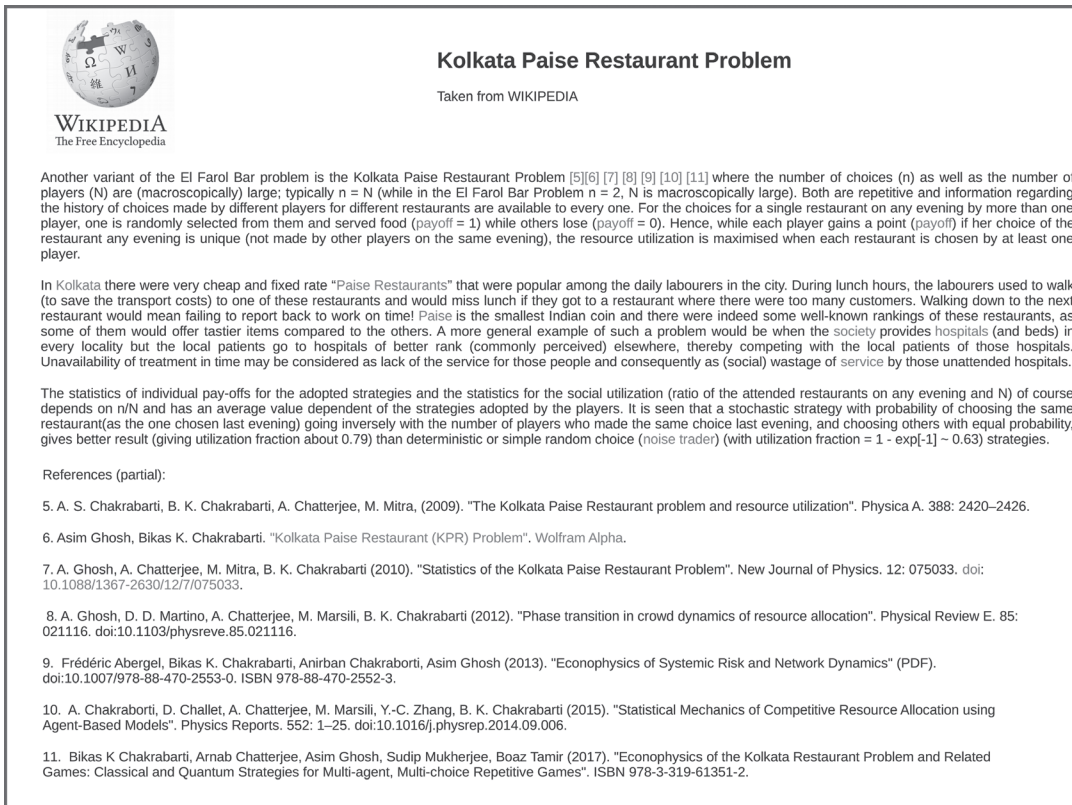 Ω W И 維
WIKIPEDIA
The Free Encyclopedia
Kolkata Paise Restaurant Problem
Taken from WIKIPEDIA
Another variant of the El Farol Bar problem is the Kolkata Paise Restaurant Problem [5][6] [7] [8] [9] [10] [11] where the number of choices (n) as well as the number of
players (N) are (macroscopically) large; typically n = N (while in the El Farol Bar Problem n = 2, N is macroscopically large). Both are repetitive and information regarding
the history of choices made by different players for different restaurants are available to every one. For the choices for a single restaurant on any evening by more than one
player, one is randomly selected from them and served food (payoff = 1) while others lose (payoff = 0). Hence, while each player gains a point (payoff) if her choice of the
restaurant any evening is unique (not made by other players on the same evening), the resource utilization is maximised when each restaurant is chosen by at least one
player.
In Kolkata there were very cheap and fixed rate “Paise Restaurants” that were popular among the daily labourers in the city. During lunch hours, the labourers used to walk
(to save the transport costs) to one of these restaurants and would miss lunch if they got to a restaurant where there were too many customers. Walking down to the next
restaurant would mean failing to report back to work on time! Paise is the smallest Indian coin and there were indeed some well-known rankings of these restaurants, as
some of them would offer tastier items compared to the others. A more general example of such a problem would be when the society provides hospitals (and beds) in
every locality but the local patients go to hospitals of better rank (commonly perceived) elsewhere, thereby competing with the local patients of those hospitals.
Unavailability of treatment in time may be considered as lack of the service for those people and consequently as (social) wastage of service by those unattended hospitals.
The statistics of individual pay-offs for the adopted strategies and the statistics for the social utilization (ratio of the attended restaurants on any evening and N) of course
depends on n/N and has an average value dependent of the strategies adopted by the players. It is seen that a stochastic strategy with probability of choosing the same
restaurant(as the one chosen last evening) going inversely with the number of players who made the same choice last evening, and choosing others with equal probability,
gives better result (giving utilization fraction about 0.79) than deterministic or simple random choice (noise trader) (with utilization fraction = 1 - exp[-1] ~ 0.63) strategies.
References (partial):
5. A. S. Chakrabarti, B. K. Chakrabarti, A. Chatterjee, M. Mitra, (2009). "The Kolkata Paise Restaurant problem and resource utilization". Physica A. 388: 2420–2426.
6. Asim Ghosh, Bikas K. Chakrabarti. "Kolkata Paise Restaurant (KPR) Problem". Wolfram Alpha.
7. A. Ghosh, A. Chatterjee, M. Mitra, B. K. Chakrabarti (2010). "Statistics of the Kolkata Paise Restaurant Problem". New Journal of Physics. 12: 075033. doi:
10.1088/1367-2630/12/7/075033.
8. A. Ghosh, D. D. Martino, A. Chatterjee, M. Marsili, B. K. Chakrabarti (2012). "Phase transition in crowd dynamics of resource allocation". Physical Review E. 85:
021116. doi:10.1103/physreve.85.021116.
9. Frédéric Abergel, Bikas K. Chakrabarti, Anirban Chakraborti, Asim Ghosh (2013). "Econophysics of Systemic Risk and Network Dynamics" (PDF).
doi:10.1007/978-88-470-2553-0. ISBN 978-88-470-2552-3.
10. A. Chakraborti, D. Challet, A. Chatterjee, M. Marsili, Y.-C. Zhang, B. K. Chakrabarti (2015). "Statistical Mechanics of Competitive Resource Allocation using
Agent-Based Models". Physics Reports. 552: 1–25. doi:10.1016/j.physrep.2014.09.006.
11. Bikas K Chakrabarti, Arnab Chatterjee, Asim Ghosh, Sudip Mukherjee, Boaz Tamir (2017). "Econophysics of the Kolkata Restaurant Problem and Related
Games: Classical and Quantum Strategies for Multi-agent, Multi-choice Repetitive Games". ISBN 978-3-319-61351-2.